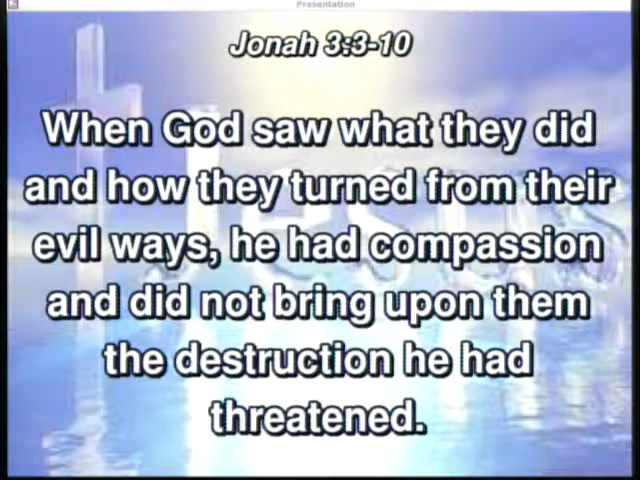 Presentation
Jonah 3:3-10
When God saw what they did
and how they turned from their
evil ways, he had compassion
and did not bring upon them
the destruction he had
threatened.
Jesus